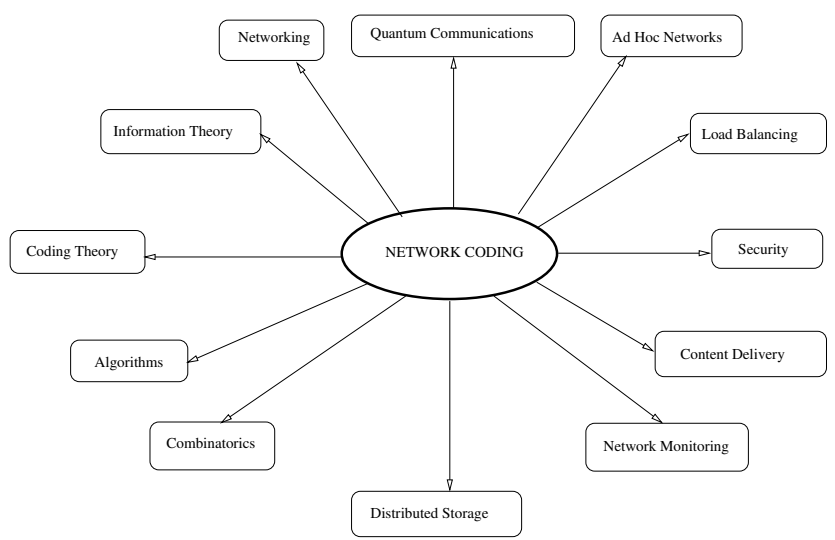 Networking
Quantum Communications
Ad Hoc Networks
Information Theory
Load Balancing
Coding Theory
NETWORK CODING
Security
Algorithms
Content Delivery
Combinatorics
Network Monitoring
Distributed Storage